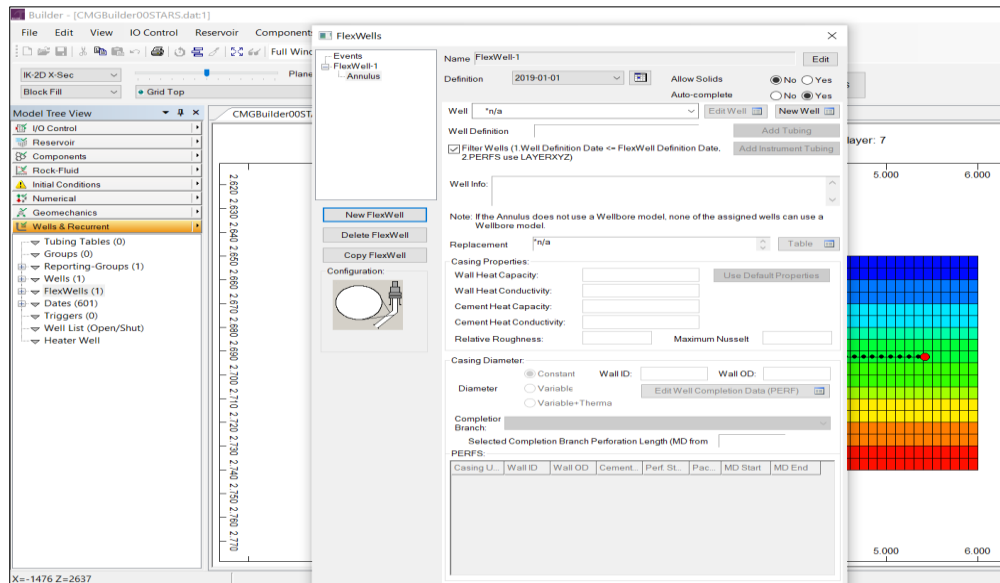 Builder - [CMGBuilder00STARS.dat:1]
File Edit View IO Control Reservoir Component
Full Wind
IK-2D X-Sec
Plane
Block Fill
Grid Top
Model Tree View
CMGBuilder00STA
I/O Control
Reservoir
Components
Rock-Fluid
Initial Conditions
Numerical
Geomechanics
Wells & Recurrent
Tubing Tables (0)
Groups (0)
Reporting-Groups (1)
Wells (1)
FlexWells (1)
Dates (601)
Triggers (0)
Well List (Open/Shut)
Heater Well
X=-1476 Z=2637
2.620
2.630
2.640
2.650
2.660
2.670
2.680
2.690
2.700
2.710
2.720
2.730
2.740
2.750
2.760
2.770
FlexWells
Events
FlexWell-1
Annulus
New FlexWell
Delete FlexWell
Copy FlexWell
Configuration:
Name FlexWell-1 Edit
Definition 2019-01-01 Allow Solids No Yes
Auto-complete No Yes
Well *n/a Edit Well New Well
Well Definition Add Tubing
Filter Wells (1.Well Definition Date <= FlexWell Definition Date, Add Instrument Tubing
2.PERFS use LAYERXYZ)
Well Info:
Note: If the Annulus does not use a Wellbore model, none of the assigned wells can use a
Wellbore model.
Replacement *n/a Table
Casing Properties:
Wall Heat Capacity: Use Default Properties
Wall Heat Conductivity:
Cement Heat Capacity:
Cement Heat Conductivity:
Relative Roughness: Maximum Nusselt
Casing Diameter:
Constant Wall ID: Wall OD:
Diameter Variable Edit Well Completion Data (PERF)
Variable+Therma
Completion
Branch:
Selected Completion Branch Perforation Length (MD from
PERFS:
Casing U... Wall ID Wall OD Cement... Perf. St... Pac... MD Start MD End
layer: 7
5.000 6.000
5.000 6.000